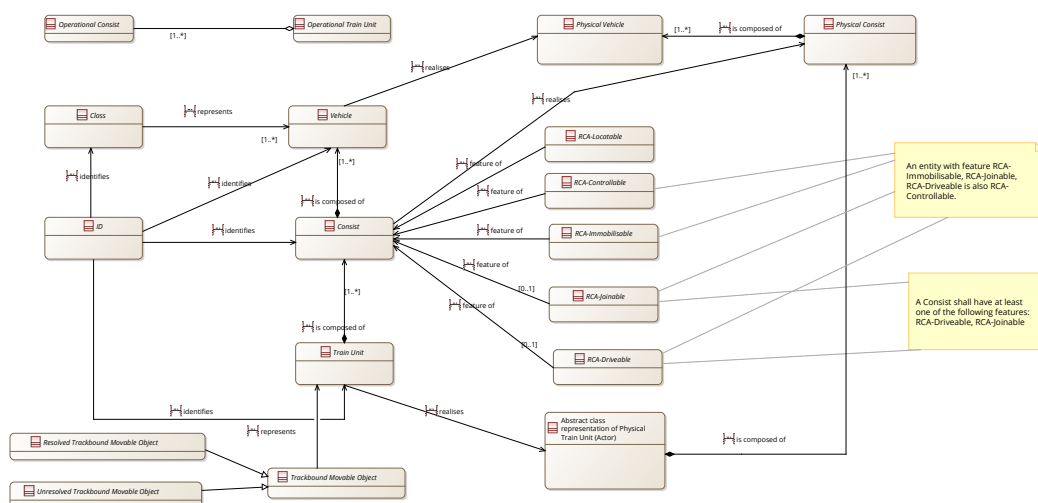 Operational Consist
[1..*]
Operational Train Unit
Physical Vehicle
[1..*]
is composed of
Physical Consist
[1..*]
realises
realises
Class
represents
[1..*]
Vehicle
[1..*]
identifies
identifies
is composed of
RCA-Locatable
feature of
RCA-Controllable
feature of
An entity with feature RCA-
Immobilisable, RCA-Joinable,
RCA-Driveable is also RCA-
Controllable.
ID
identifies
Consist
feature of
RCA-Immobilisable
feature of
[0..1]
RCA-Joinable
[1..*]
feature of
A Consist shall have at least
one of the following features:
RCA-Driveable, RCA-Joinable
is composed of
[0..1]
Train Unit
RCA-Driveable
identifies
realises
Abstract class
representation of Physical
Train Unit (Actor)
is composed of
represents
Resolved Trackbound Movable Object
Trackbound Movable Object
Unresolved Trackbound Movable Object